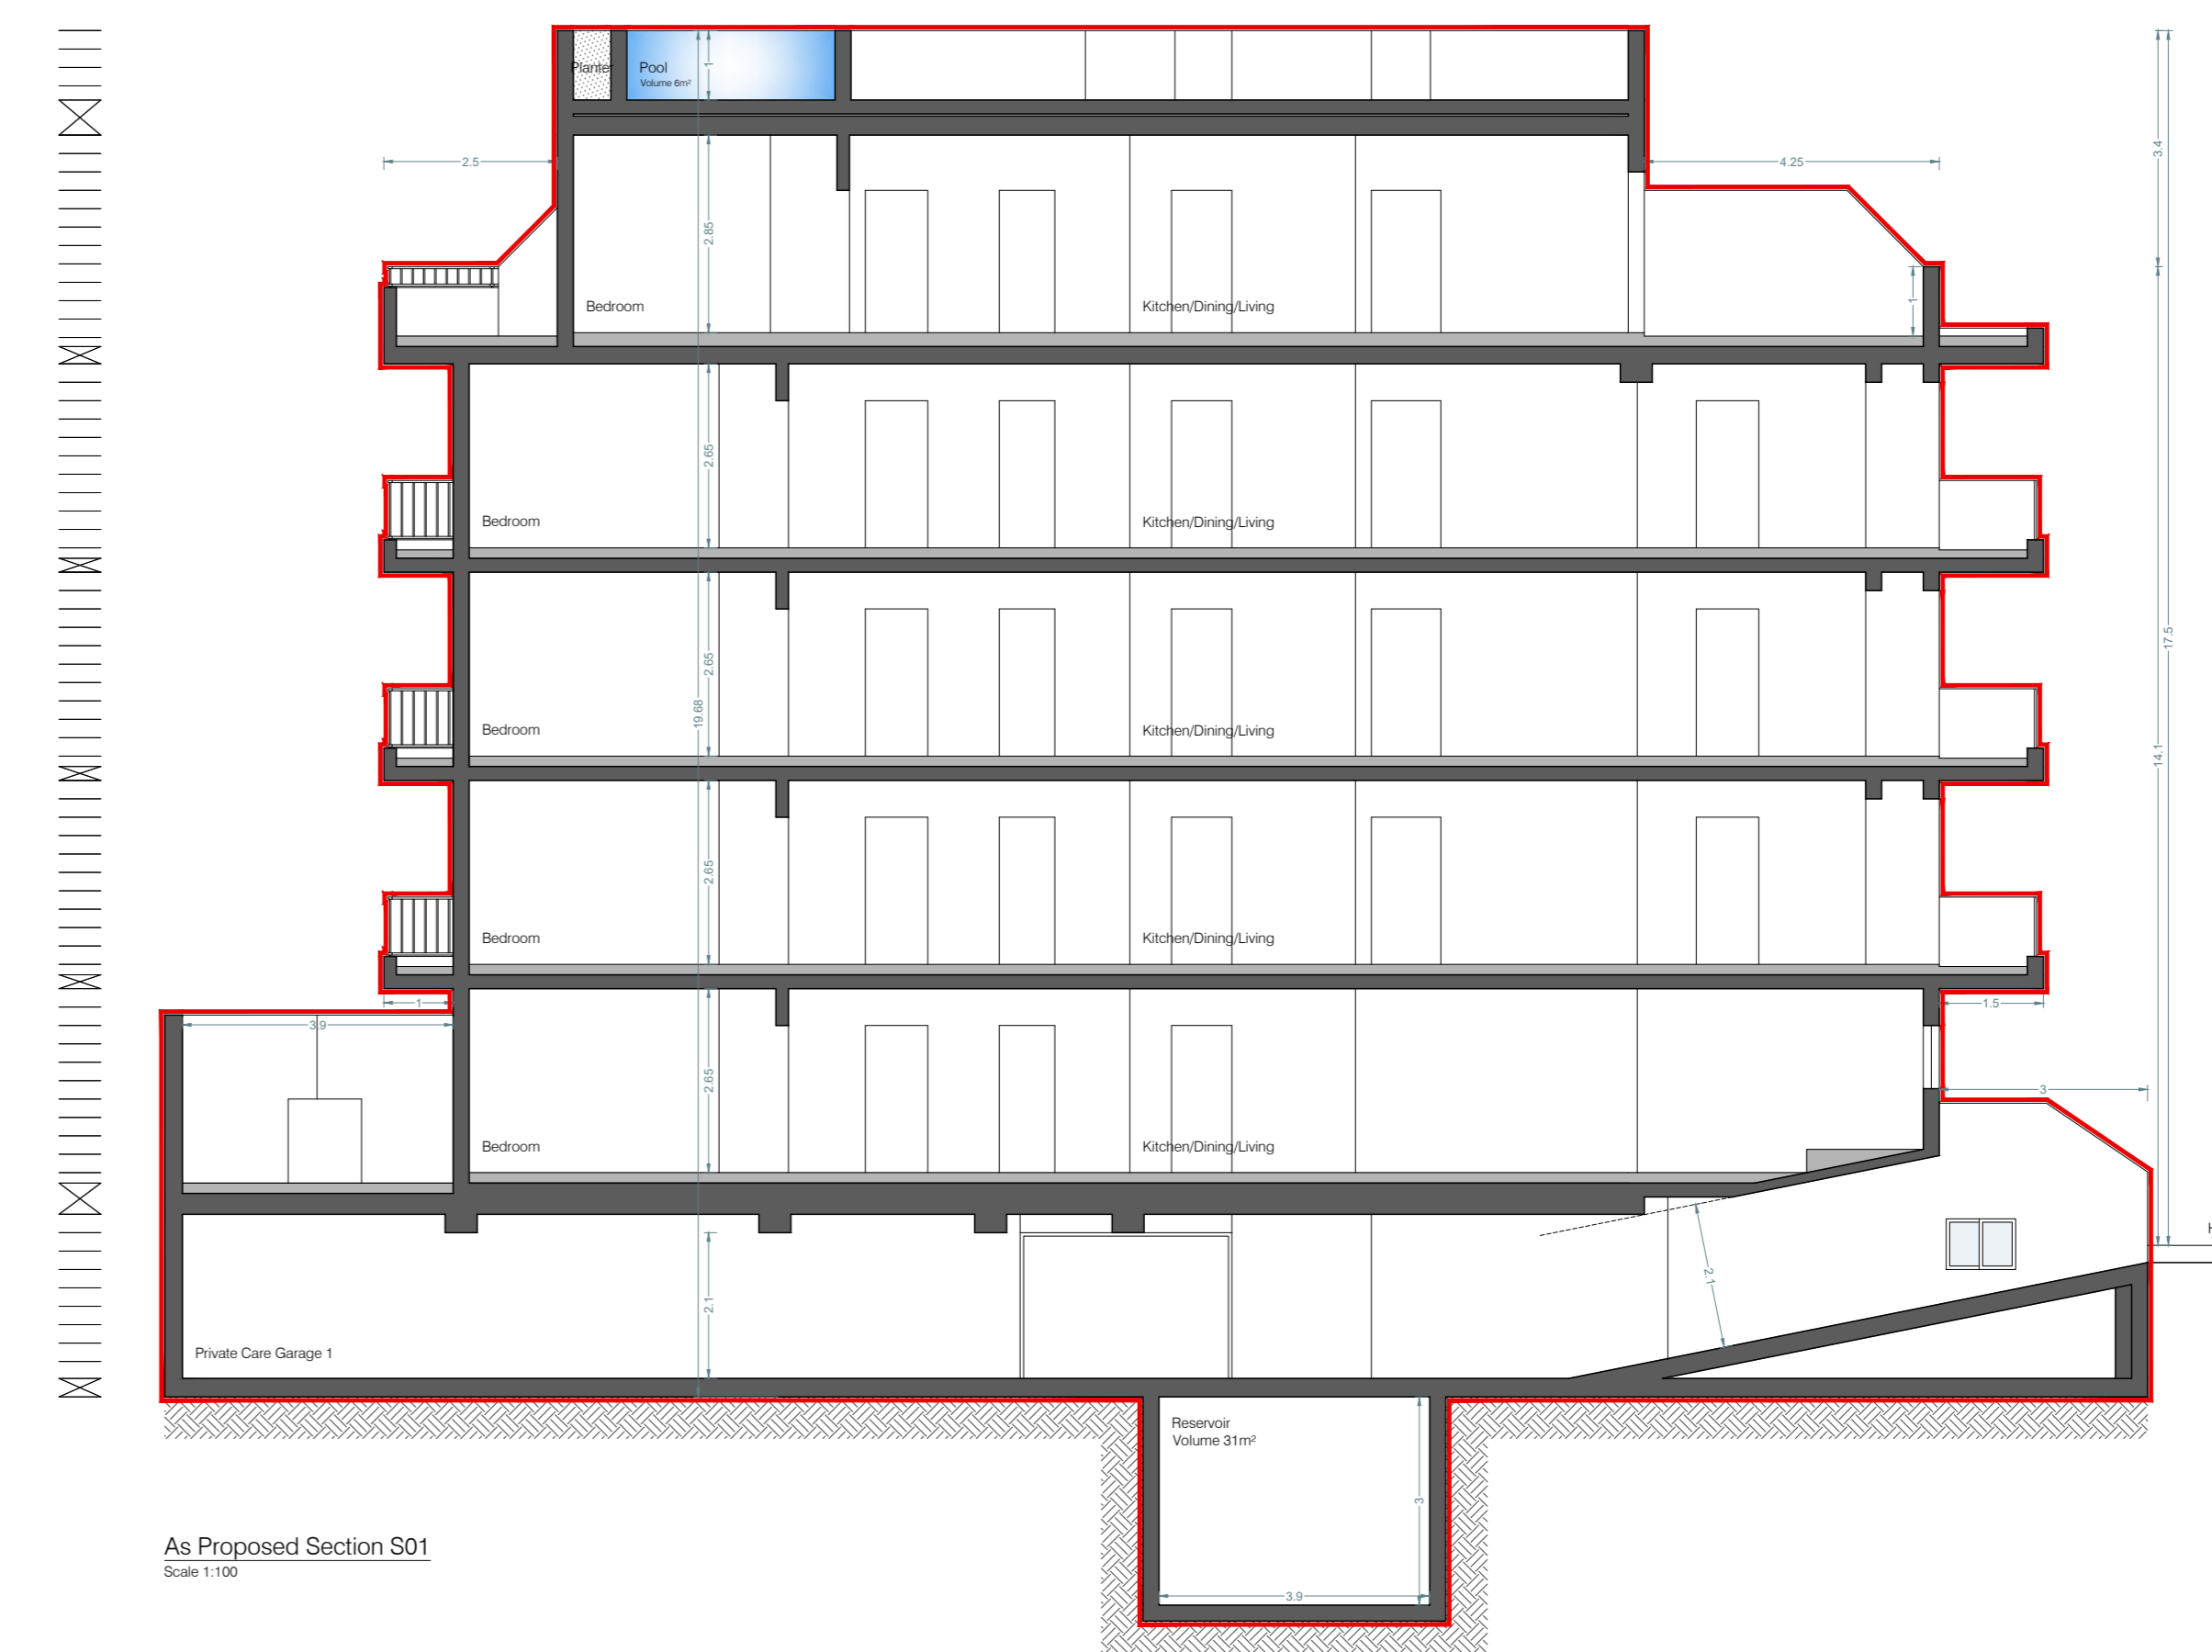 Planter
Pool
Volume 6m²
1
2.5
4.25
3.4
2.85
Bedroom
Kitchen/Dining/Living
1
2.65
Bedroom
Kitchen/Dining/Living
17.5
2.65
19.68
Bedroom
Kitchen/Dining/Living
14.1
2.65
Bedroom
Kitchen/Dining/Living
1
1.5
3.9
2.65
3
Bedroom
Kitchen/Dining/Living
2.1
2.1
Private Care Garage 1
Reservoir
Volume 31m²
3
3.9
As Proposed Section S01
Scale 1:100